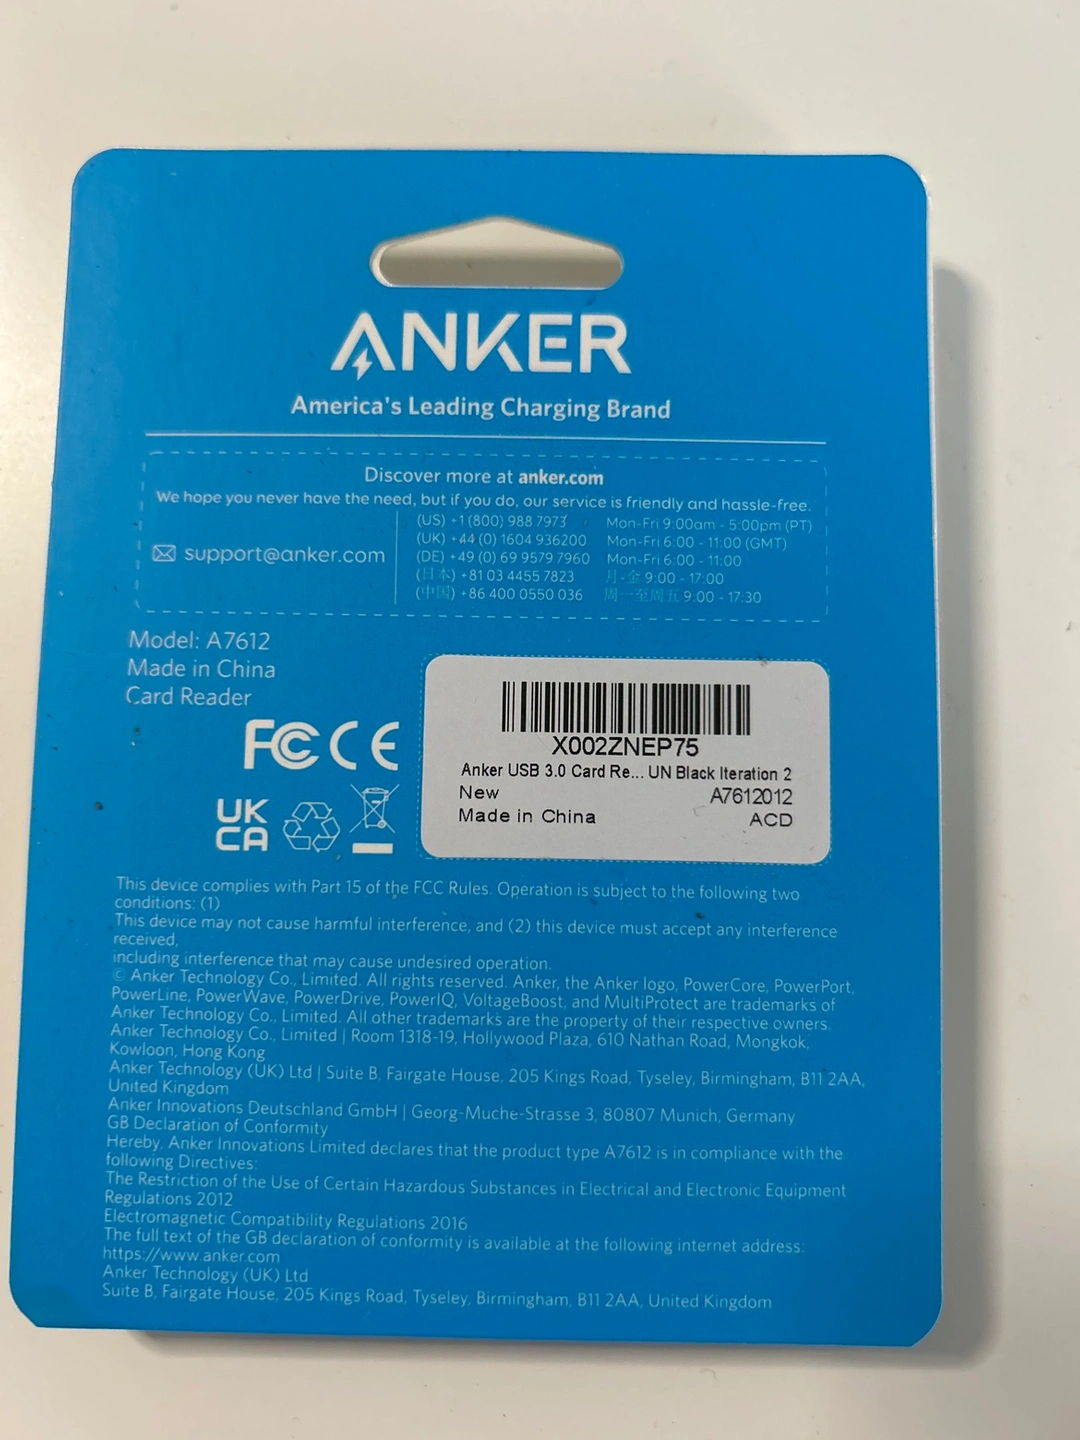 ANKER
America's Leading Charging Brand
Discover more at anker.com
We hope you never have the need, but if you do, our service is friendly and hassle-free.
support@anker.com
(US) +1 (800) 988 7973 Mon-Fri 9:00am - 5:00pm (PT)
(UK) +44 (0) 1604 936200 Mon-Fri 6:00 - 11:00 (GMT)
(DE) +49 (0) 69 9579 7960 Mon-Fri 6:00 - 11:00
(日本) +81 03 4455 7823 月-金 9:00 - 17:00
(中国) +86 400 0550 036 周一至周五 9:00 - 17:30
Model: A7612
Made in China
Card Reader
FC CE
UK
CA
X002ZNEP75
Anker USB 3.0 Card Re... UN Black Iteration 2
New A7612012
Made in China ACD
This device complies with Part 15 of the FCC Rules. Operation is subject to the following two
conditions: (1)
This device may not cause harmful interference, and (2) this device must accept any interference
received,
including interference that may cause undesired operation.
© Anker Technology Co., Limited. All rights reserved. Anker, the Anker logo, PowerCore, PowerPort,
PowerLine, PowerWave, PowerDrive, PowerIQ, VoltageBoost, and MultiProtect are trademarks of
Anker Technology Co., Limited. All other trademarks are the property of their respective owners.
Anker Technology Co., Limited | Room 1318-19, Hollywood Plaza, 610 Nathan Road, Mongkok,
Kowloon, Hong Kong
Anker Technology (UK) Ltd | Suite B, Fairgate House, 205 Kings Road, Tyseley, Birmingham, B11 2AA,
United Kingdom
Anker Innovations Deutschland GmbH | Georg-Muche-Strasse 3, 80807 Munich, Germany
GB Declaration of Conformity
Hereby, Anker Innovations Limited declares that the product type A7612 is in compliance with the
following Directives:
The Restriction of the Use of Certain Hazardous Substances in Electrical and Electronic Equipment
Regulations 2012
Electromagnetic Compatibility Regulations 2016
The full text of the GB declaration of conformity is available at the following internet address:
https://www.anker.com
Anker Technology (UK) Ltd
Suite B, Fairgate House, 205 Kings Road, Tyseley, Birmingham, B11 2AA, United Kingdom